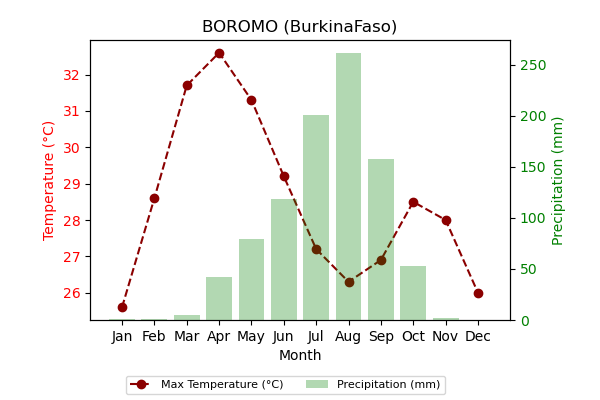 BOROMO (BurkinaFaso)
Temperature (°C)
32
31
30
29
28
27
26
250
200
150
100
50
0
Precipitation (mm)
Jan Feb Mar Apr May Jun Jul Aug Sep Oct Nov Dec
Month
Max Temperature (°C) Precipitation (mm)